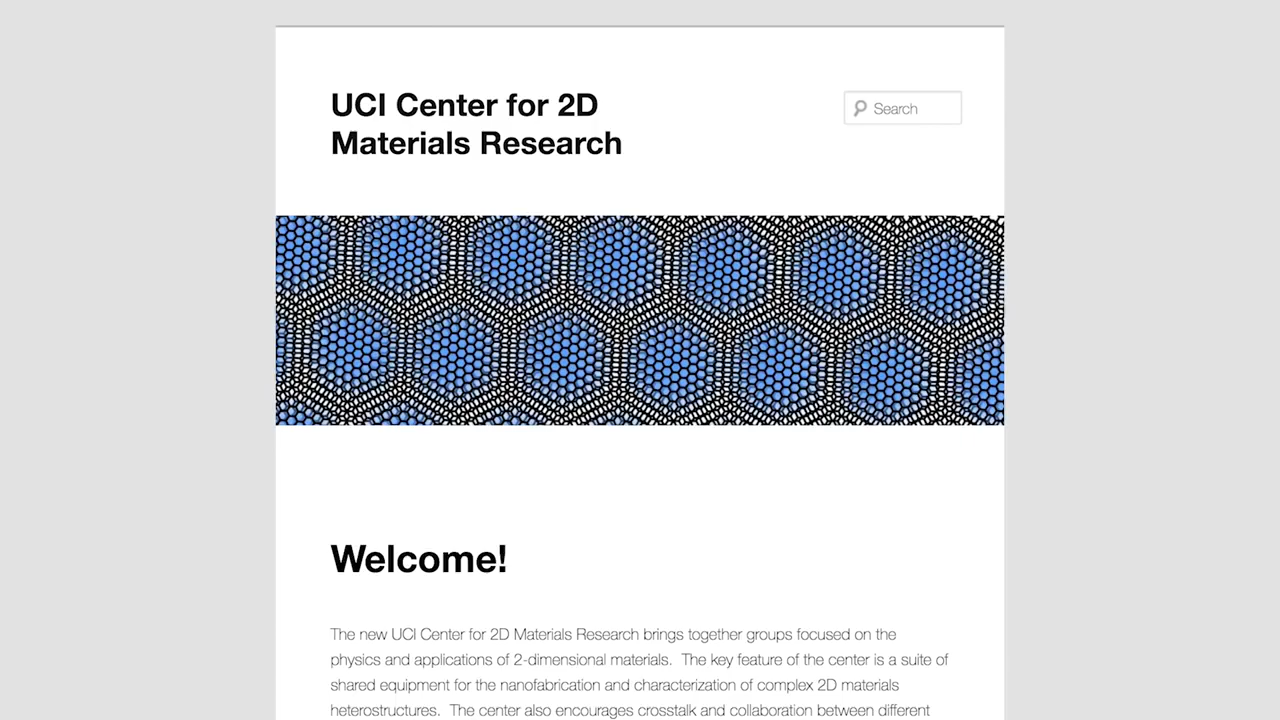 UCI Center for 2D
Materials Research
Search
Welcome!
The new UCI Center for 2D Materials Research brings together groups focused on the
physics and applications of 2-dimensional materials.  The key feature of the center is a suite of
shared equipment for the nanofabrication and characterization of complex 2D materials
heterostructures.  The center also encourages crosstalk and collaboration between different